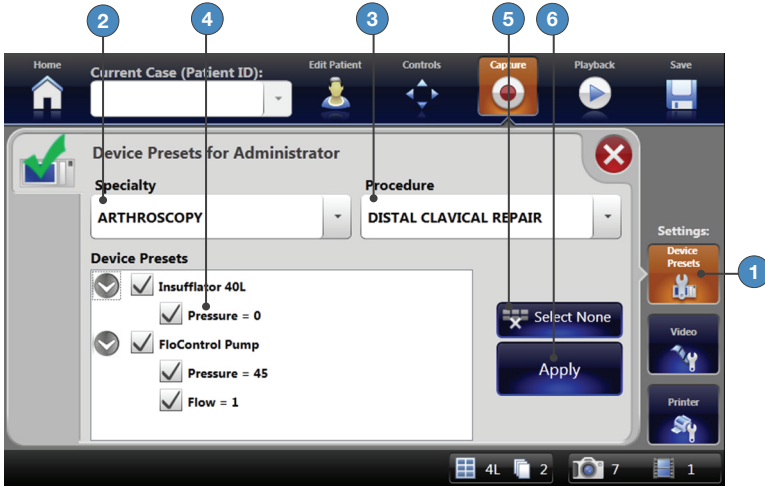 2 4 3 5 6
Home Edit Patient Controls Capture Playback Save
Current Case (Patient ID):
Device Presets for Administrator
Specialty Procedure
ARTHROSCOPY DISTAL CLAVICAL REPAIR
Settings:
Device Presets
Device
Presets
1
Insufflator 40L
Pressure = 0
Select None
FloControl Pump
Video
Pressure = 45
Apply
Flow = 1
Printer
4L 2 7 1